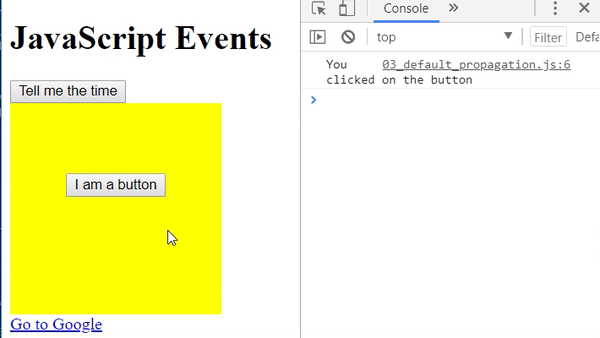 JavaScript Events
Tell me the time
I am a button
Go to Google
Console
top
Filter
Defa
You 03_default_propagation.js:6
clicked on the button